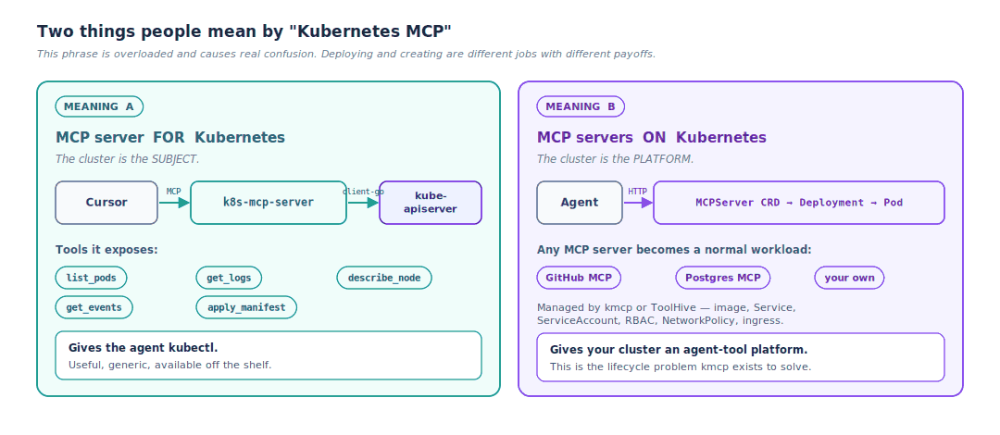 Two things people mean by "Kubernetes MCP"
This phrase is overloaded and causes real confusion. Deploying and creating are different jobs with different payoffs.
MEANING A
MCP server FOR Kubernetes
The cluster is the SUBJECT.
Cursor
MCP
k8s-mcp-server
client-go
kube-
apiserver
Tools it exposes:
list_pods
get_logs
describe_node
get_events
apply_manifest
Gives the agent kubectl.
Useful, generic, available off the shelf.
MEANING B
MCP servers ON Kubernetes
The cluster is the PLATFORM.
Agent
HTTP
MCPServer CRD → Deployment → Pod
Any MCP server becomes a normal workload:
GitHub MCP
Postgres MCP
your own
Managed by kmcp or ToolHive — image, Service,
ServiceAccount, RBAC, NetworkPolicy, ingress.
Gives your cluster an agent-tool platform.
This is the lifecycle problem kmcp exists to solve.